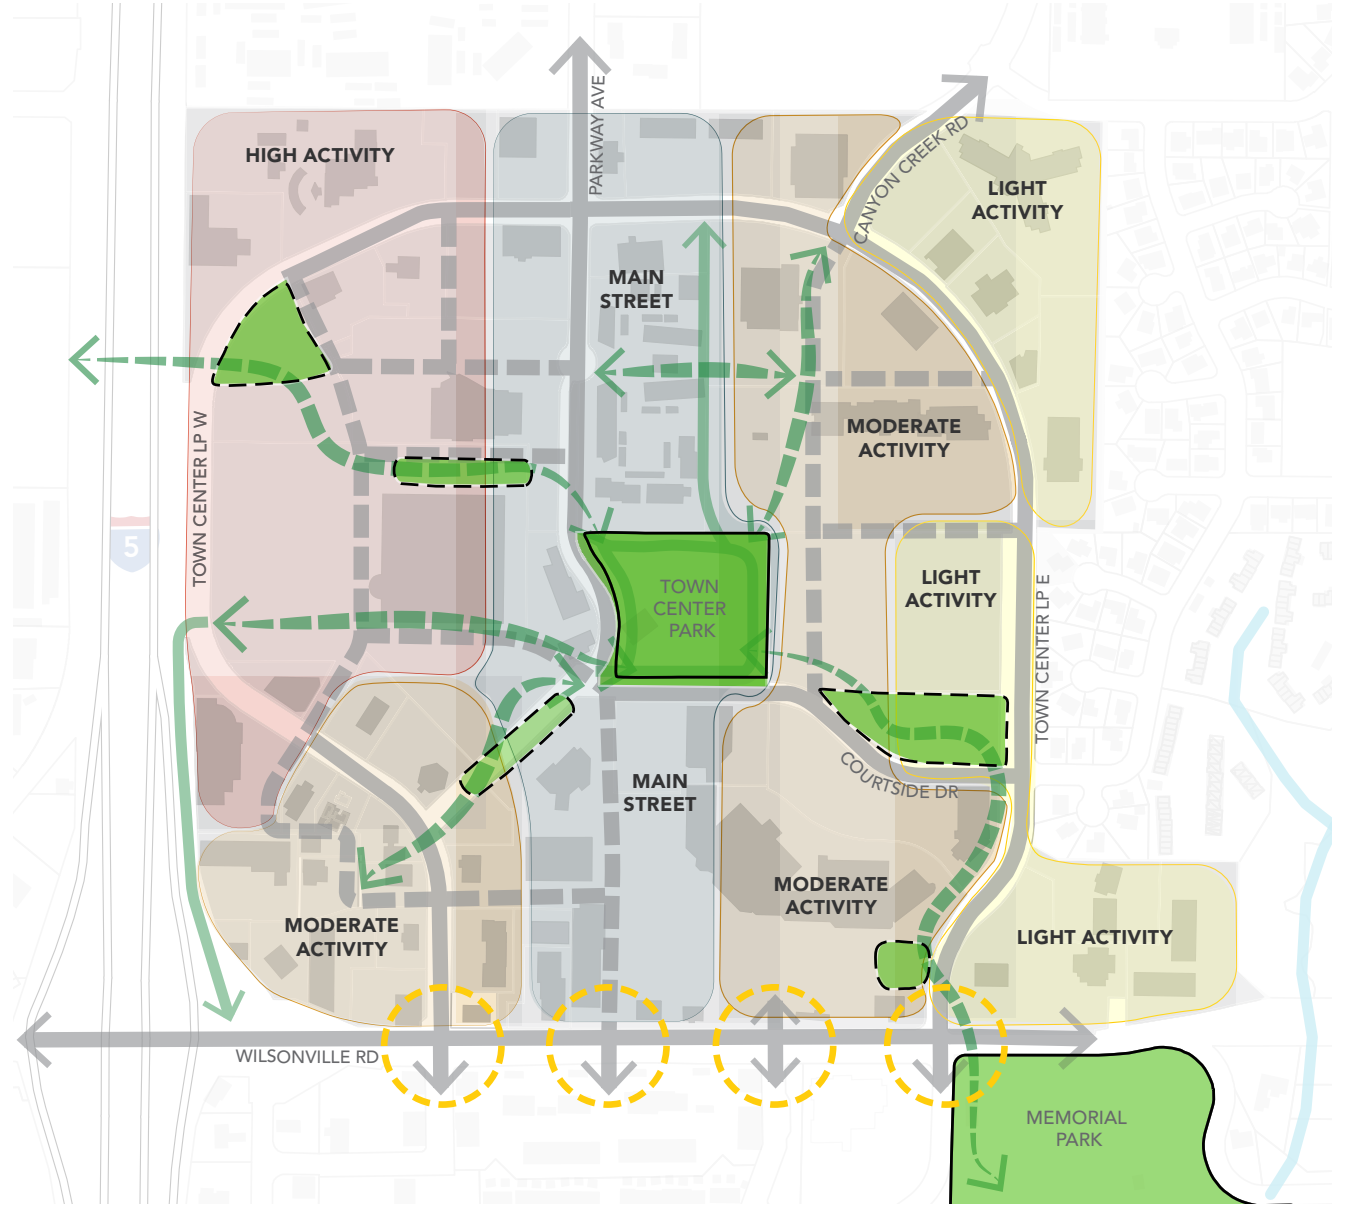 PARKWAY AVE
CANYON CREEK RD
HIGH ACTIVITY
LIGHT
ACTIVITY
MAIN
STREET
MODERATE
ACTIVITY
TOWN CENTER LP W
5
TOWN
CENTER
PARK
LIGHT
ACTIVITY
TOWN CENTER LP E
MAIN
STREET
COURTSIDE DR
MODERATE
ACTIVITY
MODERATE
ACTIVITY
LIGHT ACTIVITY
WILSONVILLE RD
MEMORIAL
PARK